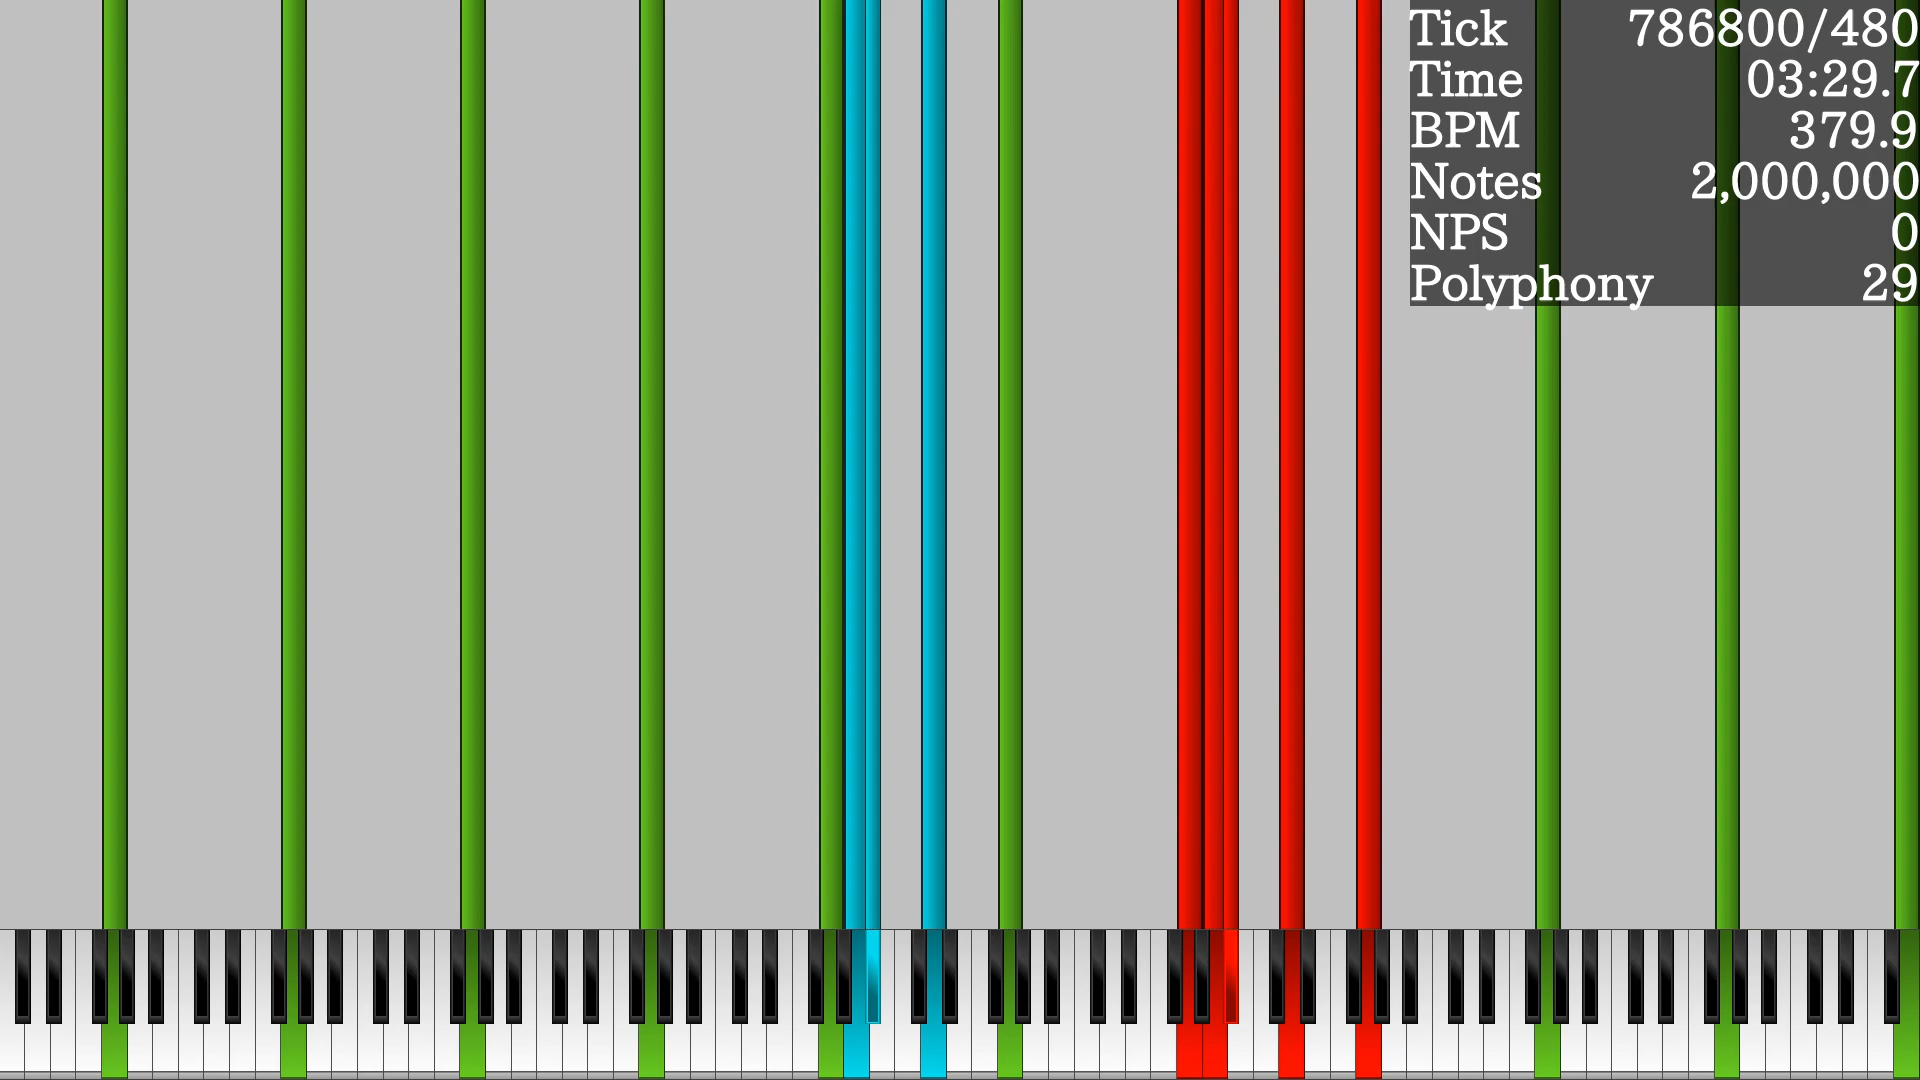 Tick 786800/480
Time 03:29.7
BPM 379.9
Notes 2,000,000
NPS 0
Polyphony 29